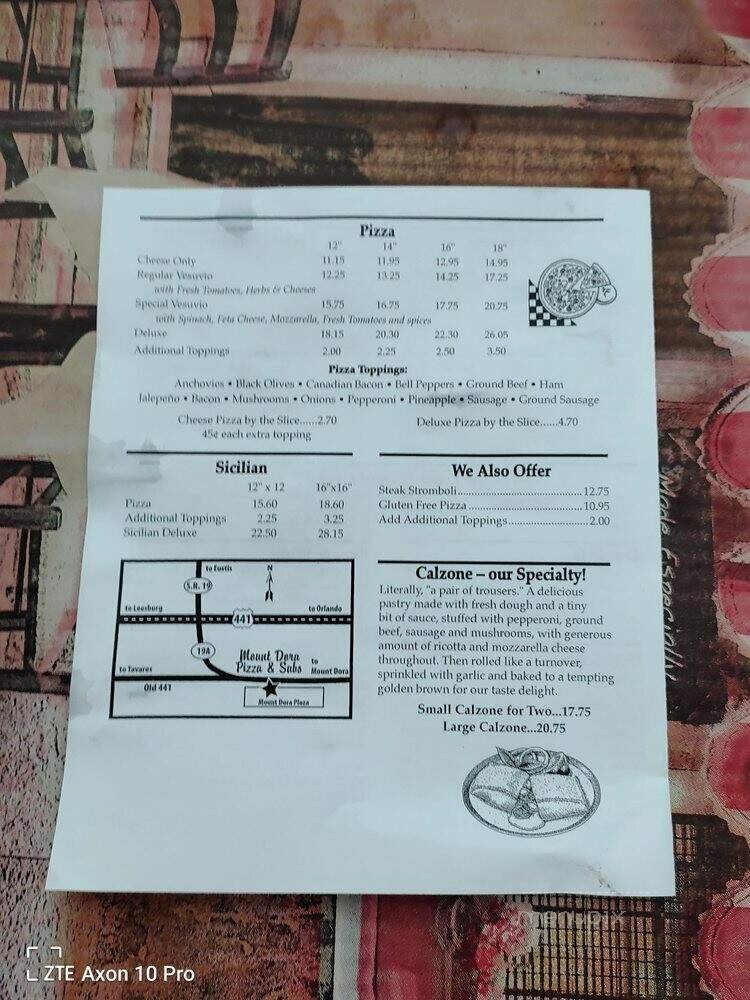 Pizza
12" 14" 16" 18"
Cheese Only 11.15 11.95 12.95 14.95
Regular Vesuvio 12.25 13.25 14.25 17.25
with Fresh Tomatoes, Herbs & Cheeses
Special Vesuvio 15.75 16.75 17.75 20.75
with Spinach, Feta Cheese, Mozzarella, Fresh Tomatoes and spices
Deluxe 18.15 20.30 22.30 26.05
Additional Toppings 2.00 2.25 2.50 3.50
Pizza Toppings:
Anchovies • Black Olives • Canadian Bacon • Bell Peppers • Ground Beef • Ham
Jalepeño • Bacon • Mushrooms • Onions • Pepperoni • Pineapple • Sausage • Ground Sausage
Cheese Pizza by the Slice......2.70
45¢ each extra topping
Deluxe Pizza by the Slice......4.70
Sicilian
12" x 12 16"x16"
Pizza 15.60 18.60
Additional Toppings 2.25 3.25
Sicilian Deluxe 22.50 28.15
We Also Offer
Steak Stromboli.......................................12.75
Gluten Free Pizza ...................................10.95
Add Additional Toppings................................2.00
to Eustis
N
S.R. 19
to Leesburg
to Orlando
441
19A
Mount Dora
Pizza & Subs
to Tavares
to
Mount Dora
Old 441
Mount Dora Plaza
Calzone – our Specialty!
Literally, "a pair of trousers." A delicious
pastry made with fresh dough and a tiny
bit of sauce, stuffed with pepperoni, ground
beef, sausage and mushrooms, with generous
amount of ricotta and mozzarella cheese
throughout. Then rolled like a turnover,
sprinkled with garlic and baked to a tempting
golden brown for our taste delight.
Small Calzone for Two...17.75
Large Calzone...20.75
Made Especially
menupix
ZTE Axon 10 Pro